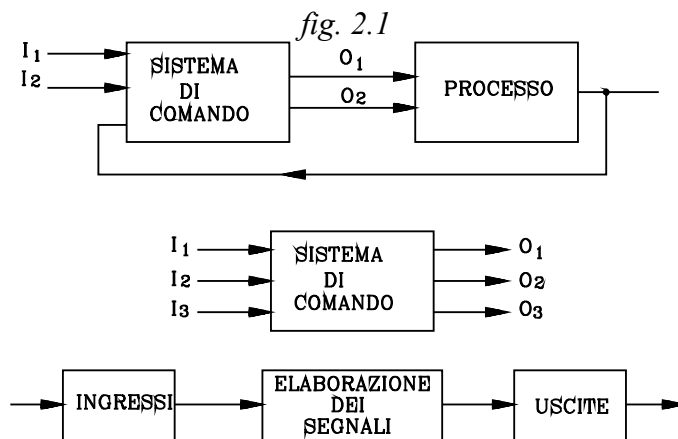 fig. 2.1
I1
I2
SISTEMA
DI
COMANDO
O1
O2
PROCESSO
I1
I2
I3
SISTEMA
DI
COMANDO
O1
O2
O3
INGRESSI
ELABORAZIONE
DEI
SEGNALI
USCITE